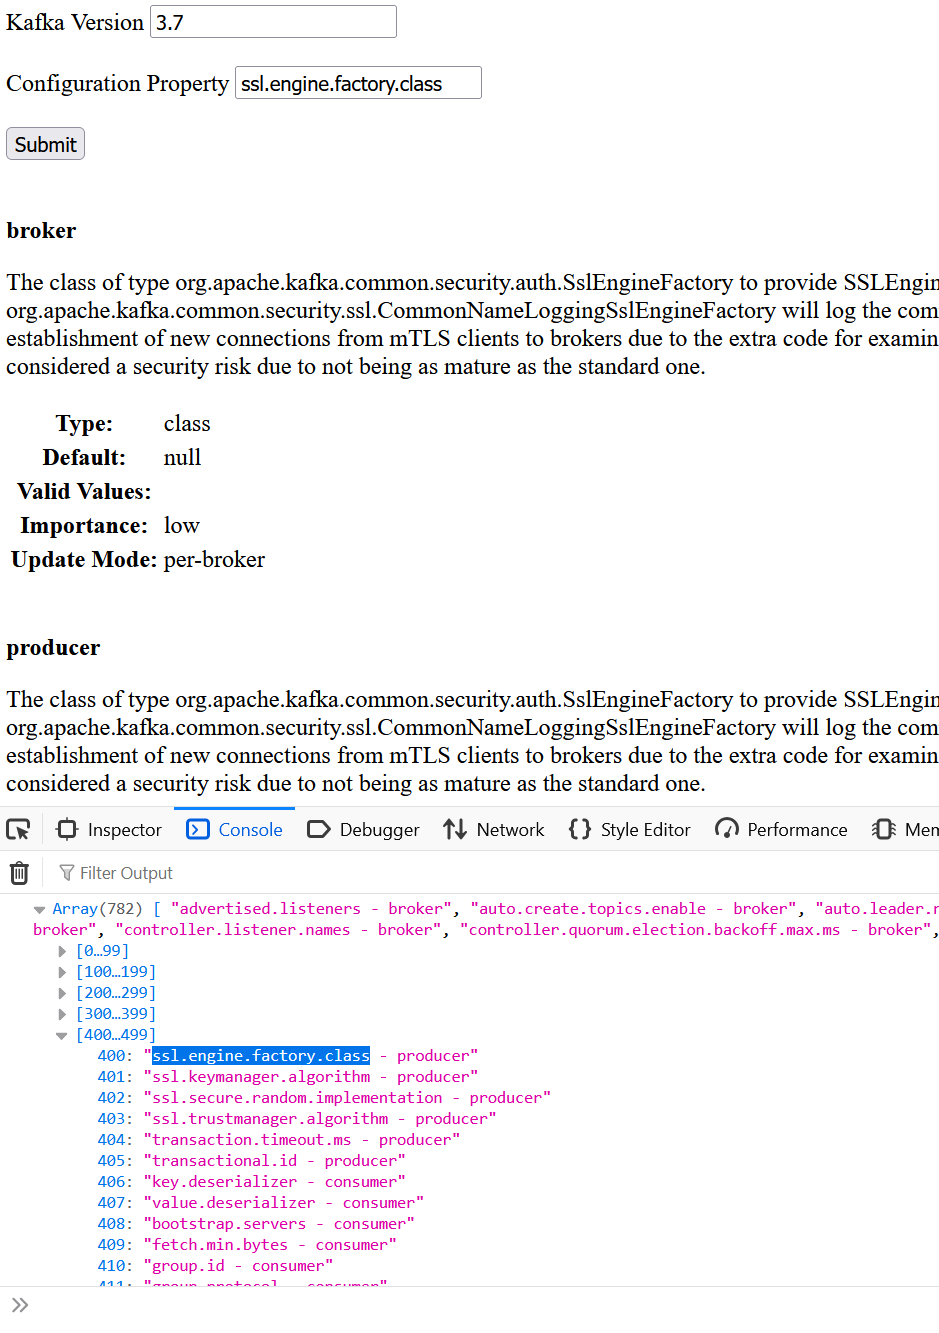 Kafka Version 3.7
Configuration Property ssl.engine.factory.class
Submit
broker
The class of type org.apache.kafka.common.security.auth.SslEngineFactory to provide SSLEngin
org.apache.kafka.common.security.ssl.CommonNameLoggingSslEngineFactory will log the com
establishment of new connections from mTLS clients to brokers due to the extra code for examin
considered a security risk due to not being as mature as the standard one.
Type: class
Default: null
Valid Values:
Importance: low
Update Mode: per-broker
producer
The class of type org.apache.kafka.common.security.auth.SslEngineFactory to provide SSLEngin
org.apache.kafka.common.security.ssl.CommonNameLoggingSslEngineFactory will log the com
establishment of new connections from mTLS clients to brokers due to the extra code for examin
considered a security risk due to not being as mature as the standard one.
Inspector Console Debugger Network Style Editor Performance Mem
Filter Output
Array(782) [ "advertised.listeners - broker", "auto.create.topics.enable - broker", "auto.leader.r
broker", "controller.listener.names - broker", "controller.quorum.election.backoff.max.ms - broker",
[0…99]
[100…199]
[200…299]
[300…399]
[400…499]
400: "ssl.engine.factory.class - producer"
401: "ssl.keymanager.algorithm - producer"
402: "ssl.secure.random.implementation - producer"
403: "ssl.trustmanager.algorithm - producer"
404: "transaction.timeout.ms - producer"
405: "transactional.id - producer"
406: "key.deserializer - consumer"
407: "value.deserializer - consumer"
408: "bootstrap.servers - consumer"
409: "fetch.min.bytes - consumer"
410: "group.id - consumer"
411: "group.protocol - consumer"